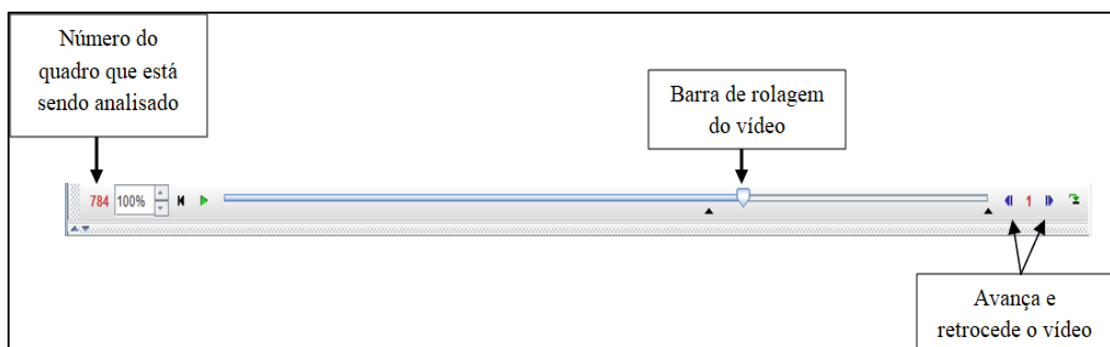 Número do
quadro que está
sendo analisado
Barra de rolagem
do vídeo
784 100%
1
Avança e
retrocede o vídeo